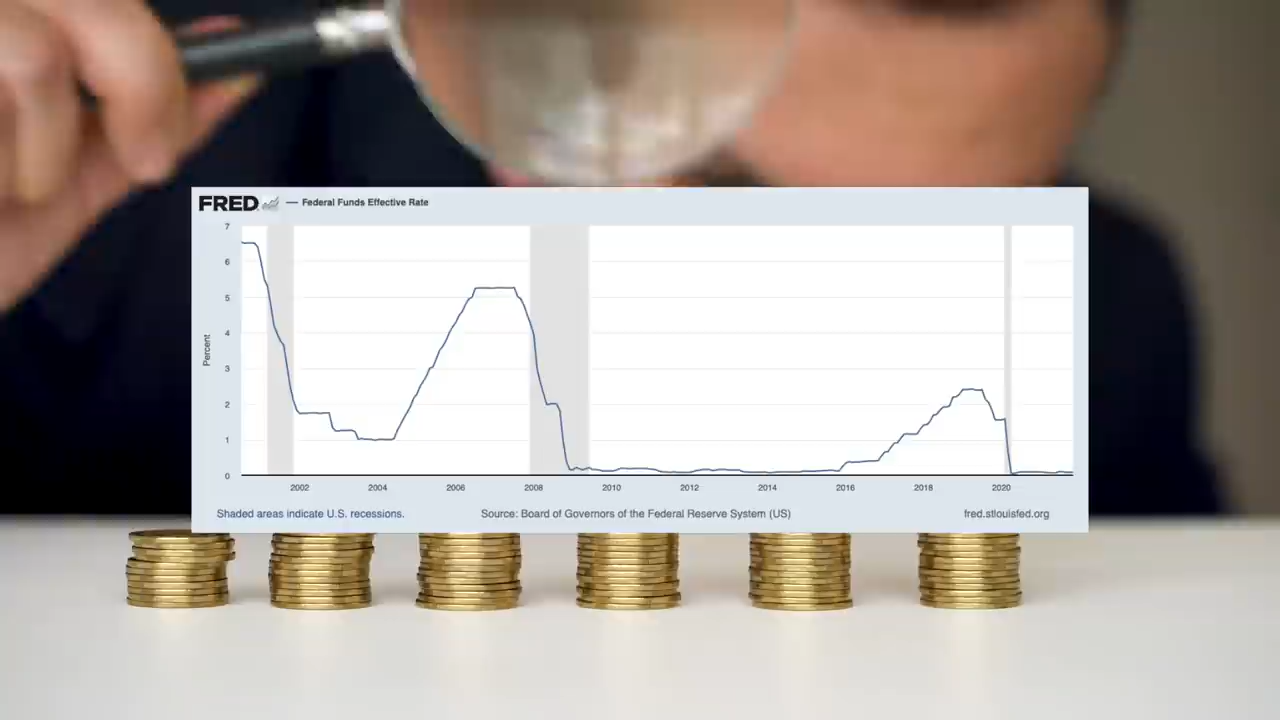 FRED — Federal Funds Effective Rate
7
6
5
4
3
2
1
0
Percent
2002 2004 2006 2008 2010 2012 2014 2016 2018 2020
Shaded areas indicate U.S. recessions. Source: Board of Governors of the Federal Reserve System (US) fred.stlouisfed.org